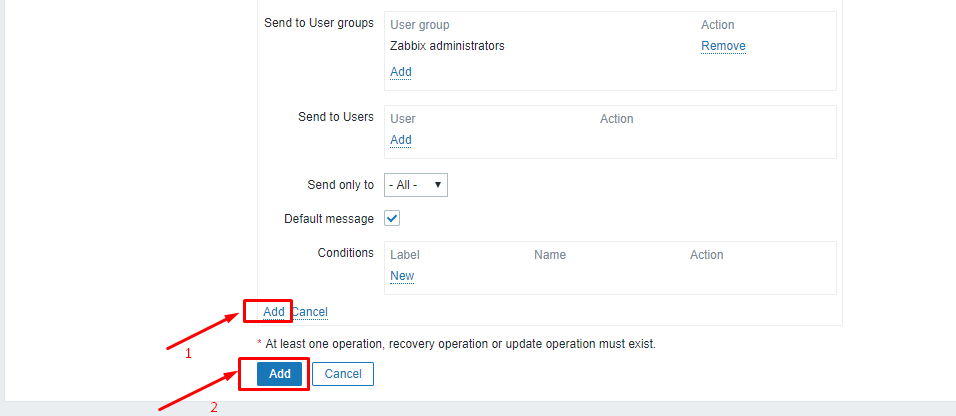 Send to User groups User group Action
Zabbix administrators Remove
Add
Send to Users User Action
Add
Send only to - All -
Default message
Conditions Label Name Action
New
Add Cancel
1
* At least one operation, recovery operation or update operation must exist.
Add Cancel
2